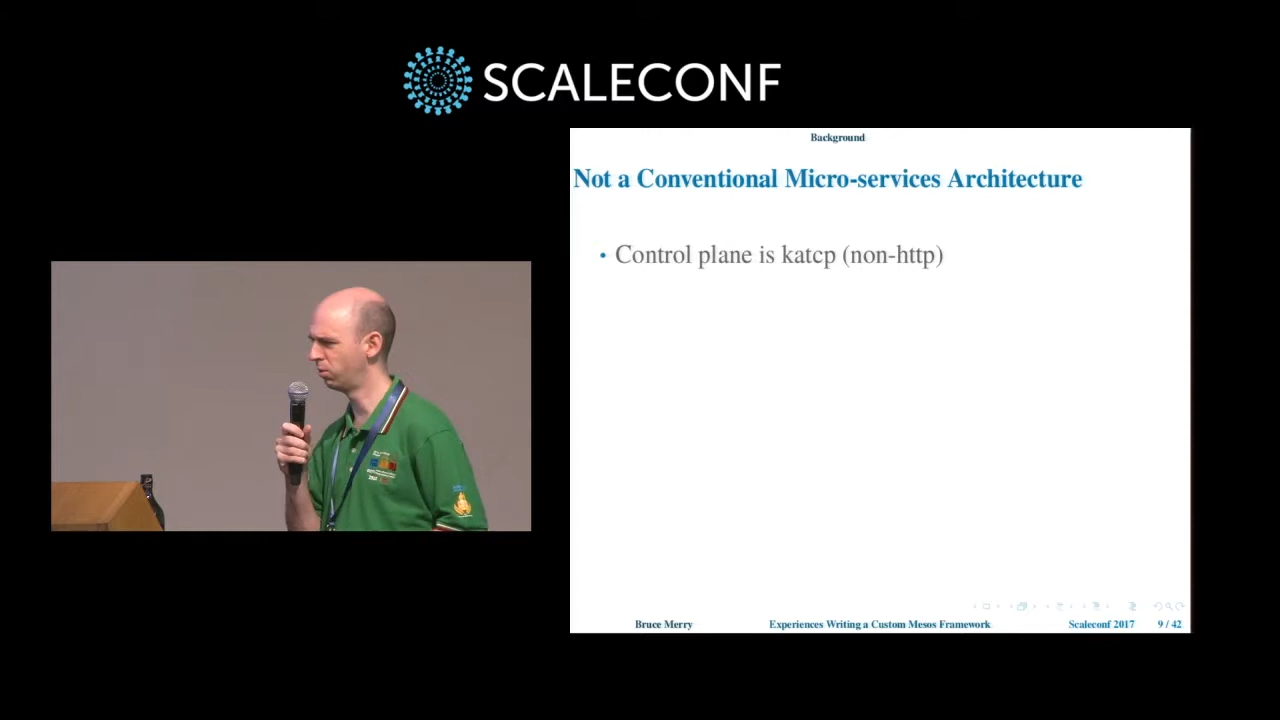 SCALECONF
Background
Not a Conventional Micro-services Architecture
• Control plane is katcp (non-http)
Bruce Merry Experiences Writing a Custom Mesos Framework Scaleconf 2017 9 / 42